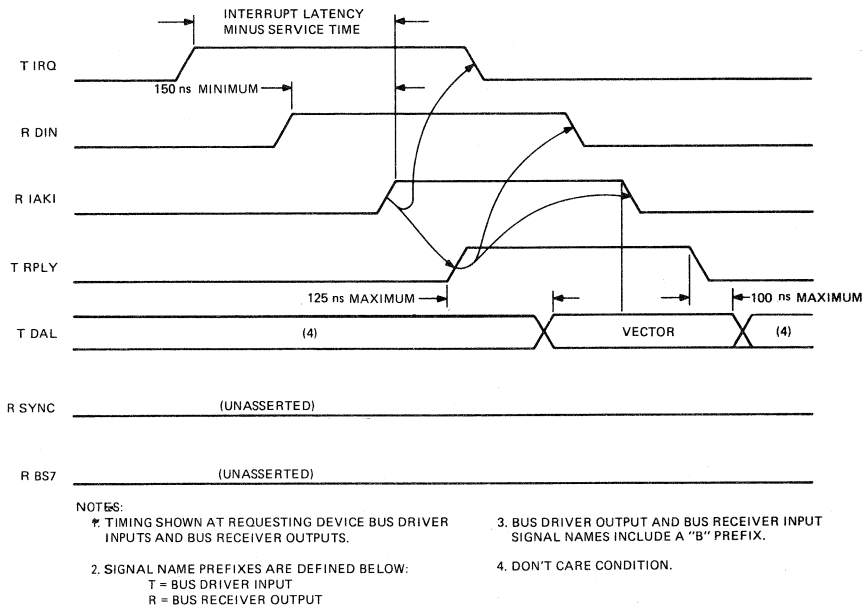 INTERRUPT LATENCY
MINUS SERVICE TIME
T IRQ
150 ns MINIMUM
R DIN
R IAKI
T RPLY
125 ns MAXIMUM
100 ns MAXIMUM
T DAL
(4)
VECTOR
(4)
R SYNC
(UNASSERTED)
R BS7
(UNASSERTED)
NOTES:
1. TIMING SHOWN AT REQUESTING DEVICE BUS DRIVER
INPUTS AND BUS RECEIVER OUTPUTS.
2. SIGNAL NAME PREFIXES ARE DEFINED BELOW:
T = BUS DRIVER INPUT
R = BUS RECEIVER OUTPUT
3. BUS DRIVER OUTPUT AND BUS RECEIVER INPUT
SIGNAL NAMES INCLUDE A "B" PREFIX.
4. DON'T CARE CONDITION.